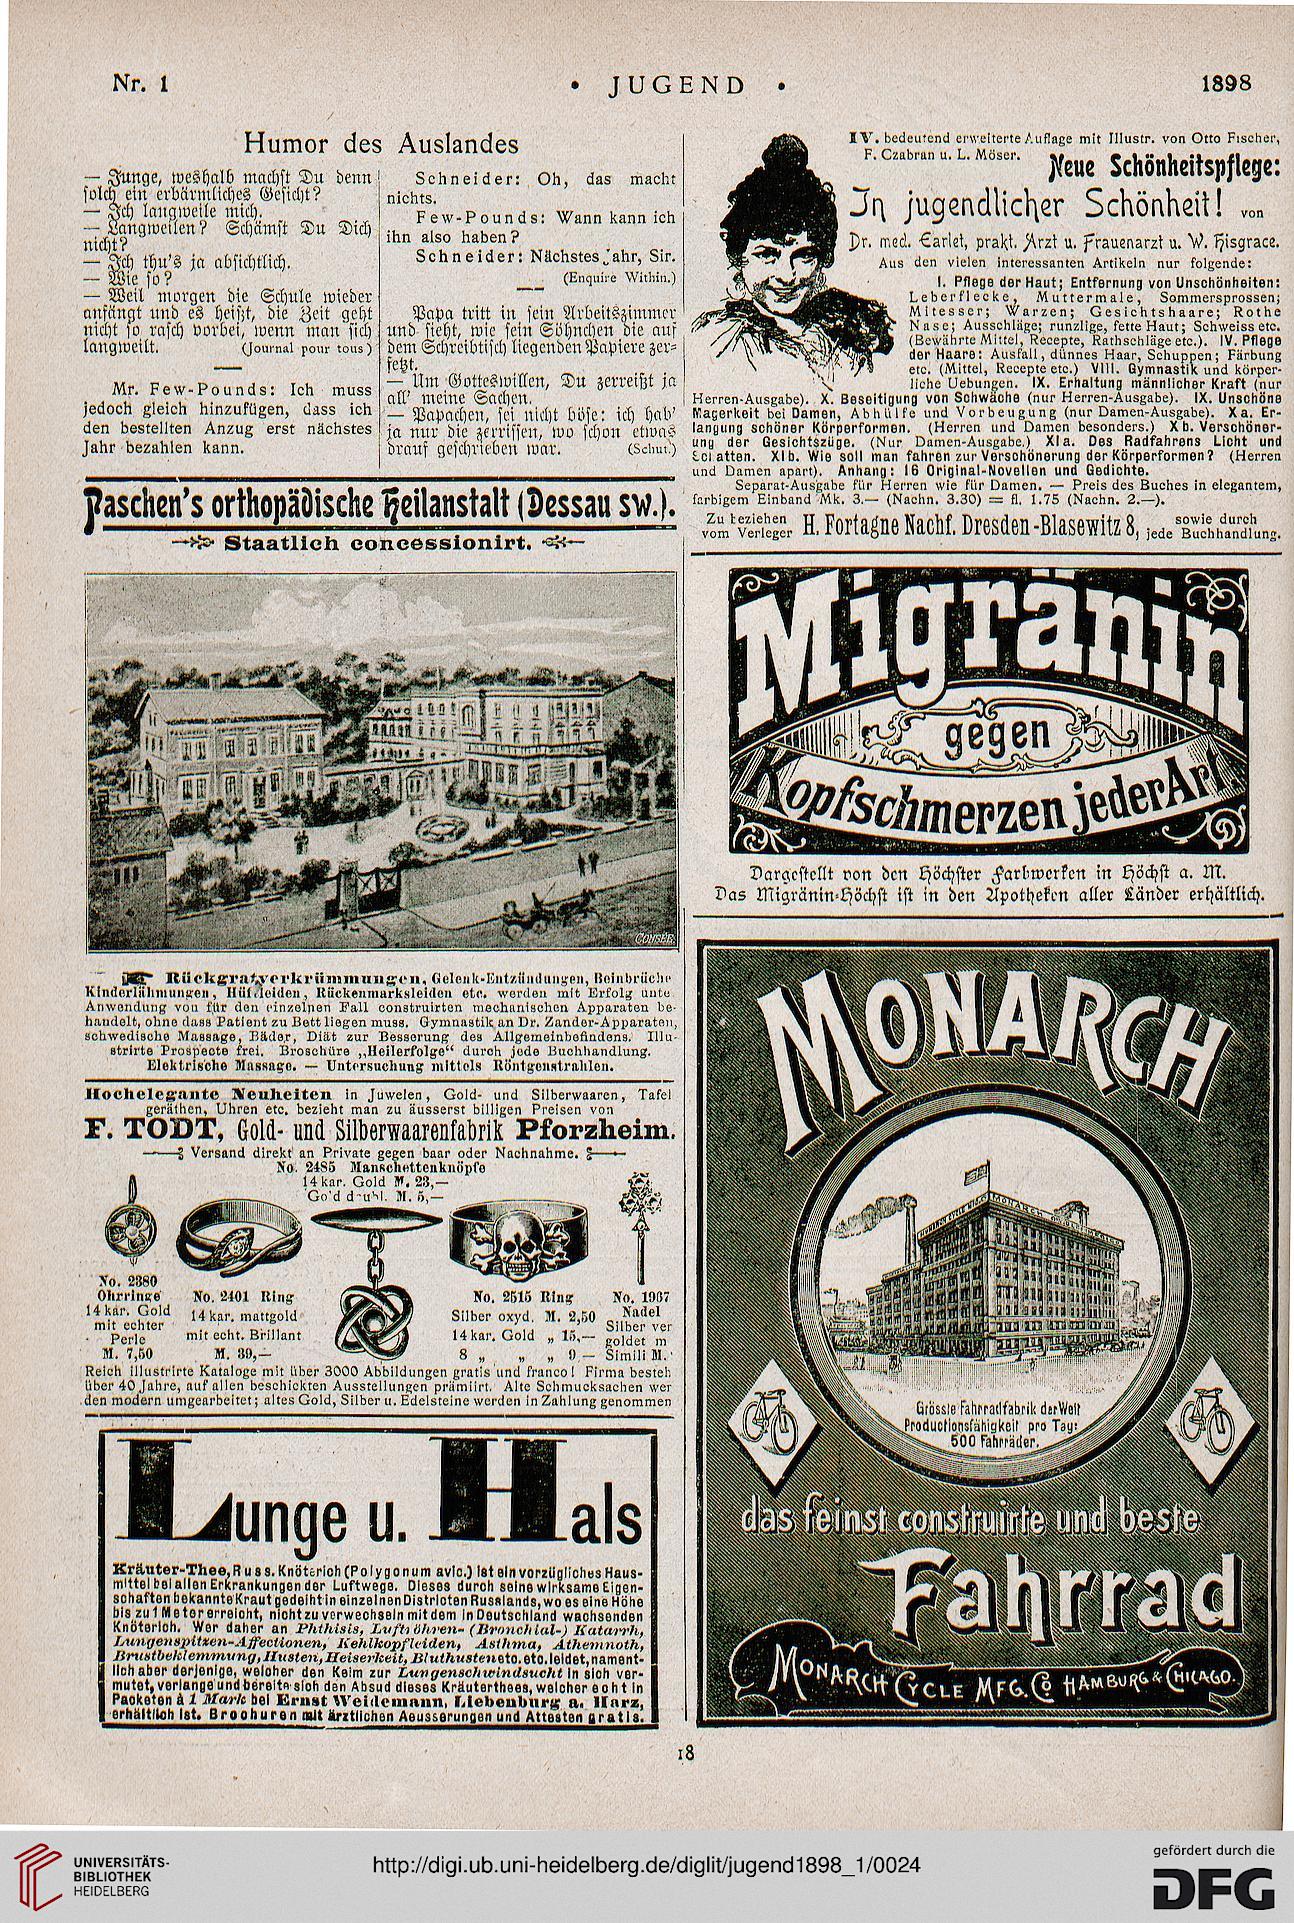 Nr. 1
• JUGEND •
1898
Humor des Auslandes
— Junge, weshalb machst Du denn
solch ein erbärmliches Gesicht?
— Ich langweile mich.
— Langweilen? Schämst Du Dich
nicht?
— Ich thu's ja absichtlich.
— Wie so?
— Weil morgen die Schule wieder
anfängt und es heißt, die Zeit geht
nicht so rasch vorbei, wenn man sich
langweilt. (Journal pour tous)
Mr. Few-Pounds: Ich muss
jedoch gleich hinzufügen, dass ich
den bestellten Anzug erst nächstes
Jahr bezahlen kann.
Schneider: Oh, das macht
nichts.
Few-Pounds: Wann kann ich
ihn also haben?
Schneider: Nächstes Jahr, Sir.
(Enquire Within.)
Papa tritt in sein Arbeitszimmer
und sieht, wie sein Söhnchen die auf
dem Schreibtisch liegenden Papiere zer-
fetzt.
— Um Gotteswillen, Du zerreißt ja
all' meine Sachen.
— Papachen, sei nicht böse: ich hab'
ja nur die zerrissen, wo schon etwas
drauf geschrieben war. (Schut.)
Paschen's orthopädische Heilanstalt (Dessau SW.).
Staatlich concessionirt.
Rückgratverkrümmungen, Gelenk-Entzündungen, Beinbrüche
Kinderlähmungen, Hüftleiden, Rückenmarksleiden etc. werden mit Erfolg unte
Anwendung von für den einzelnen Fall construirten mechanischen Apparaten be-
handelt, ohne dass Patient zu Bett liegen muss. Gymnastik an Dr. Zander-Apparaten,
schwedische Massage, Bäder, Diät zur Besserung des Allgemeinbefindens. Illu-
strirte Prospecte frei. Broschüre „Heilerfolge“ durch jede Buchhandlung.
Elektrische Massage. — Untersuchung mittels Röntgenstrahlen.
Hochelegante Neuheiten in Juwelen, Gold- und Silberwaaren, Tafel
geräthen, Uhren etc. bezieht man zu äusserst billigen Preisen von
F. TODT, Gold- und Silberwaarenfabrik Pforzheim.
Versand direkt an Private gegen baar oder Nachnahme.
No. 2485 Manschettenknöpfe
14 kar. Gold M. 23,—
Gold doubl. M. 5,—
No. 2380
Ohrringe
14 kar. Gold
mit echter
Perle
M. 7,50
No. 2401 Ring
14 kar. mattgold
mit echt. Brillant
M. 39,—
No. 2515 Ring
Silber oxyd. M. 2,50
14 kar. Gold „ 15,—
8 „ „ „ 9 —
No. 1967
Nadel
Silber ver
goldet m
Simili M.
Reich illustrirte Kataloge mit über 3000 Abbildungen gratis und franco! Firma besteh
über 40 Jahre, auf allen beschickten Ausstellungen prämiirt. Alte Schmucksachen wer
den modern umgearbeitet; altes Gold, Silber u. Edelsteine werden in Zahlung genommen
Lunge u. Hals
Kräuter-Thee, Russ. Knöterich (Polygonum avic.) ist ein vorzügliches Haus-
mittel bei allen Erkrankungen der Luftwege. Dieses durch seine wirksame Eigen-
schaften bekannte Kraut gedeiht in einzelnen Districten Russlands, wo es eine Höhe
bis zu 1 Meter erreicht, nicht zu verwechseln mit dem in Deutschland wachsenden
Knöterich. Wer daher an Phthisis, Luftröhren- (Bronchial-) Katarrh,
Lungenspitzen-Affectionen, Kehlkopfleiden, Asthma, Athemnoth,
Brustbeklemmung, Husten, Heiserkeit, Bluthusten etc. etc. leidet, nament-
lich aber derjenige, welcher den Keim zur Lungenschwindsucht in sich ver-
mutet, verlange und bereite sich den Absud dieses Kräuterthees, welcher echt in
Packeten à 1 Mark bei Ernst Weidemann, Liebenburg a. Harz,
erhältlich ist. Brochuren mit ärztlichen Aeusserungen und Attesten gratis.
IV. bedeutend erweiterte Auflage mit Illustr. von Otto Fischer,
F. Czabran u. L. Möser.
Neue Schönheitspflege:
In jugendlicher Schönheit! von
Dr. med. Carlet, prakt. Arzt u. Frauenarzt u. W. Hisgrace.
Aus den vielen interessanten Artikeln nur folgende:
I. Pflege der Haut; Entfernung von Unschönheiten:
Leberflecke, Muttermale, Sommersprossen;
Mitesser; Warzen; Gesichtshaare; Rothe
Nase; Ausschläge; runzlige, fette Haut; Schweiss etc.
(Bewährte Mittel, Recepte, Rathschläge etc.). IV. Pflege
der Haare: Ausfall, dünnes Haar, Schuppen; Färbung
etc. (Mittel, Recepte etc.) VIII. Gymnastik und körper-
liche Uebungen. IX. Erhaltung männlicher Kraft (nur
Herren-Ausgabe). X. Beseitigung von Schwäche (nur Herren-Ausgabe). IX. Unschöne
Magerkeit bei Damen, Abhülfe und Vorbeugung (nur Damen-Ausgabe). Xa. Er-
langung schöner Körperformen. (Herren und Damen besonders.) Xb. Verschöner-
ung der Gesichtszüge. (Nur Damen-Ausgabe.) XIa. Des Radfahrens Licht und
Schatten. XIb. Wie soll man fahren zur Verschönerung der Körperformen? (Herren
und Damen apart). Anhang: 16 Original-Novellen und Gedichte.
Separat-Ausgabe für Herren wie für Damen. — Preis des Buches in elegantem,
farbigem Einband Mk. 3.— (Nachn. 3.30) = fl. 1.75 (Nachn. 2.—).
Zu beziehen vom Verleger H. Fortagne Nachf. Dresden-Blasewitz 8, sowie durch jede Buchhandlung.
Migränin
gegen
Kopfschmerzen jeder Art
Dargestellt von den Höchster Farbwerken in Höchst a. M.
Das Migränin-Höchst ist in den Apotheken aller Länder erhältlich.
MONARCH
Grösste Fahrradfabrik der Welt
Productionsfähigkeit pro Tag:
500 Fahrräder.
das feinst construirte und beste
Fahrrad
MONARCH CYCLE MFG. Co HAMBURG & CHICAGO.
18
UNIVERSITÄTS-
BIBLIOTHEK
HEIDELBERG
http://digi.ub.uni-heidelberg.de/diglit/jugend1898_1/0024
gefördert durch die
DFG